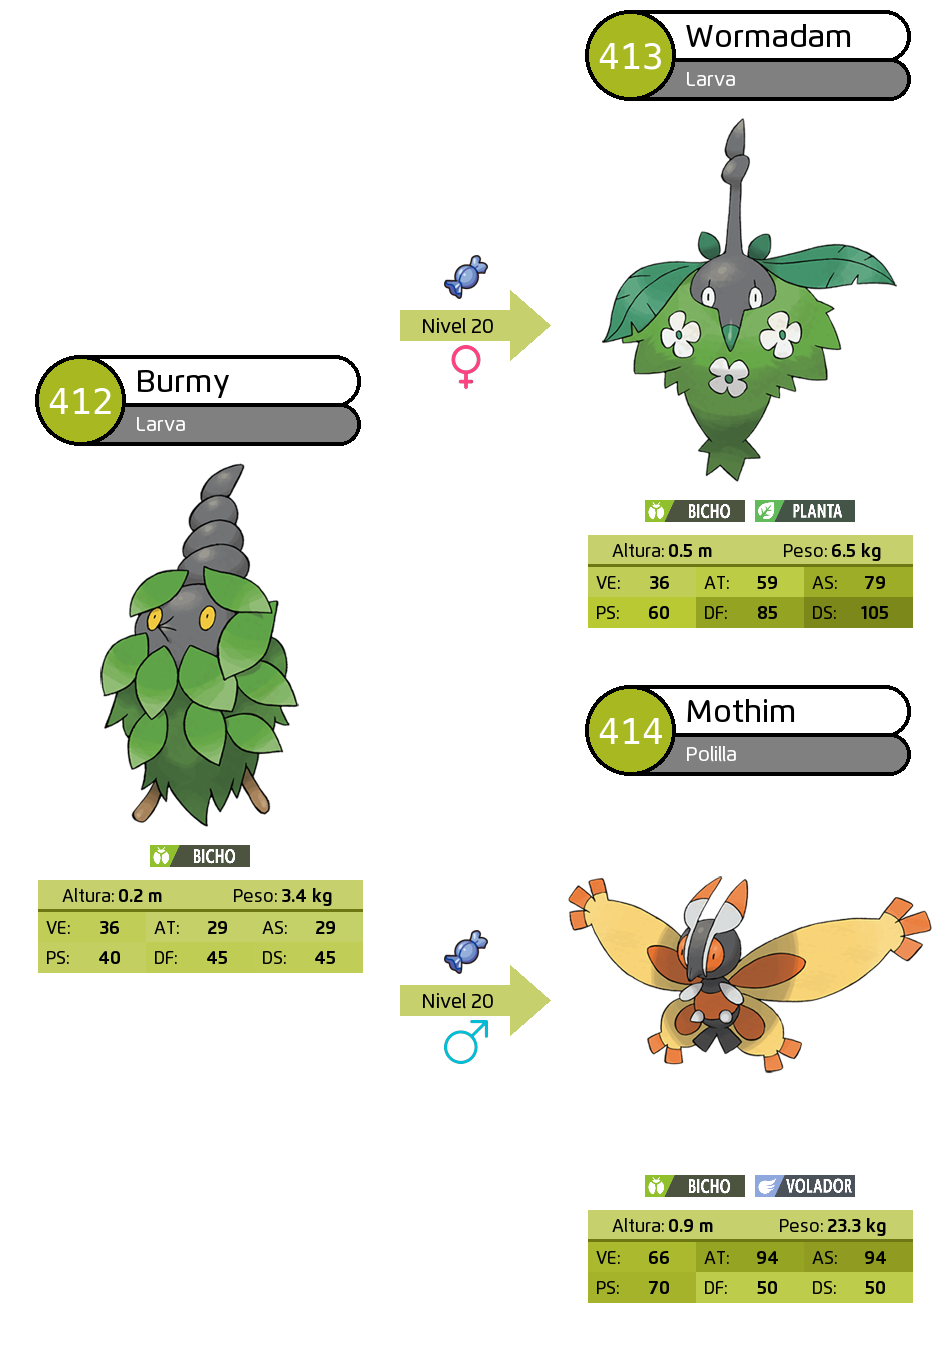 413
Wormadam
Larva
Nivel 20
BICHO PLANTA
Altura: 0.5 m Peso: 6.5 kg
VE: 36 AT: 59 AS: 79
PS: 60 DF: 85 DS: 105
412
Burmy
Larva
BICHO
Altura: 0.2 m Peso: 3.4 kg
VE: 36 AT: 29 AS: 29
PS: 40 DF: 45 DS: 45
414
Mothim
Polilla
Nivel 20
BICHO VOLADOR
Altura: 0.9 m Peso: 23.3 kg
VE: 66 AT: 94 AS: 94
PS: 70 DF: 50 DS: 50